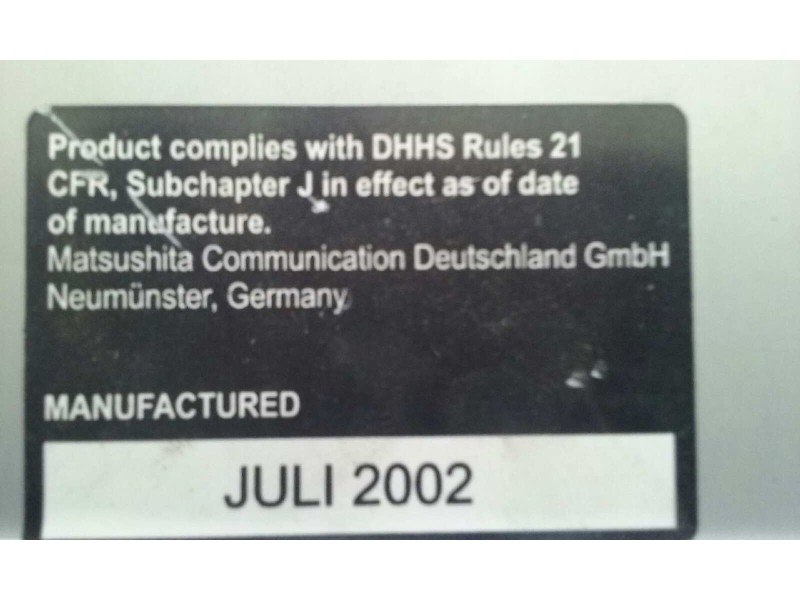 Product complies with DHHS Rules 21
CFR, Subchapter J in effect as of date
of manufacture.
Matsushita Communication Deutschland GmbH
Neumünster, Germany
MANUFACTURED
JULI 2002